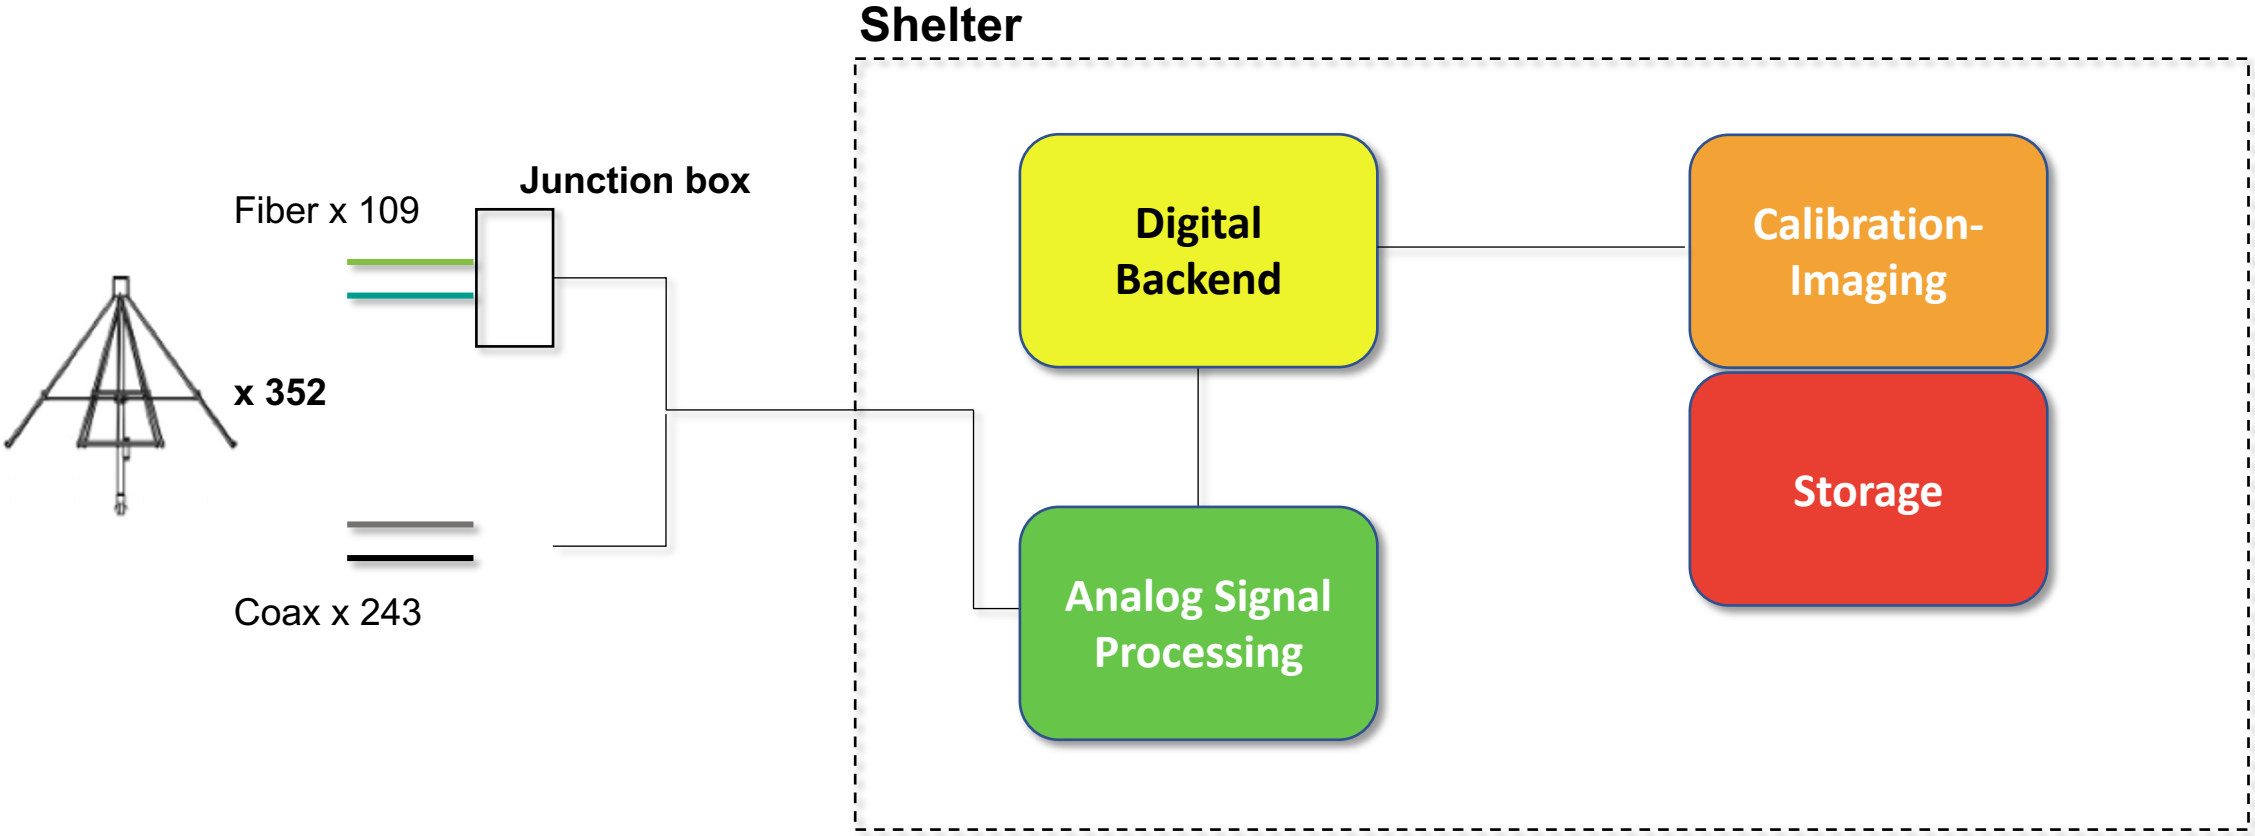 Shelter
Junction box
Fiber x 109
x 352
Coax x 243
Digital
Backend
Calibration-
Imaging
Analog Signal
Processing
Storage